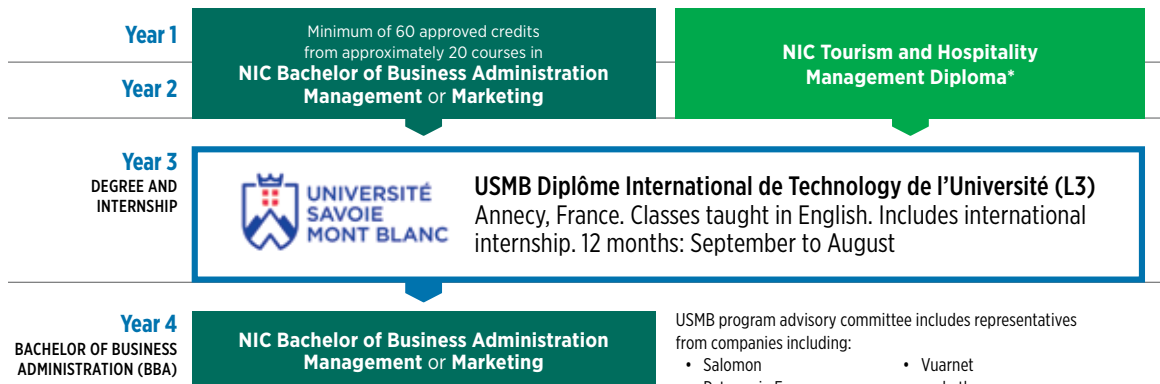 Year 1
Year 2
Minimum of 60 approved credits
from approximately 20 courses in
NIC Bachelor of Business Administration
Management or Marketing
NIC Tourism and Hospitality
Management Diploma*
Year 3
DEGREE AND
INTERNSHIP
UNIVERSITÉ
SAVOIE
MONT BLANC
USMB Diplôme International de Technology de l’Université (L3)
Annecy, France. Classes taught in English. Includes international
internship. 12 months: September to August
Year 4
BACHELOR OF BUSINESS
ADMINISTRATION (BBA)
NIC Bachelor of Business Administration
Management or Marketing
USMB program advisory committee includes representatives
from companies including:
• Salomon
• Vuarnet